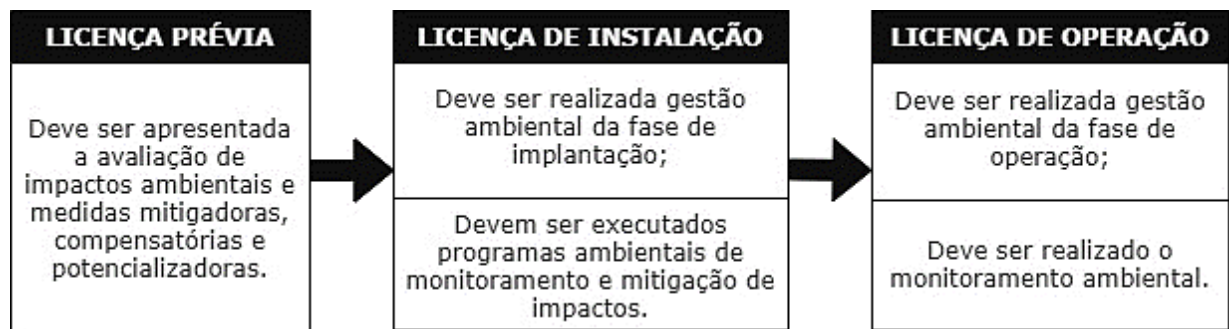 LICENÇA PRÉVIA
Deve ser apresentada
a avaliação de
impactos ambientais e
medidas mitigadoras,
compensatórias e
potencializadoras.
LICENÇA DE INSTALAÇÃO
Deve ser realizada gestão
ambiental da fase de
implantação;
Devem ser executados
programas ambientais de
monitoramento e mitigação de
impactos.
LICENÇA DE OPERAÇÃO
Deve ser realizada gestão
ambiental da fase de
operação;
Deve ser realizado o
monitoramento ambiental.